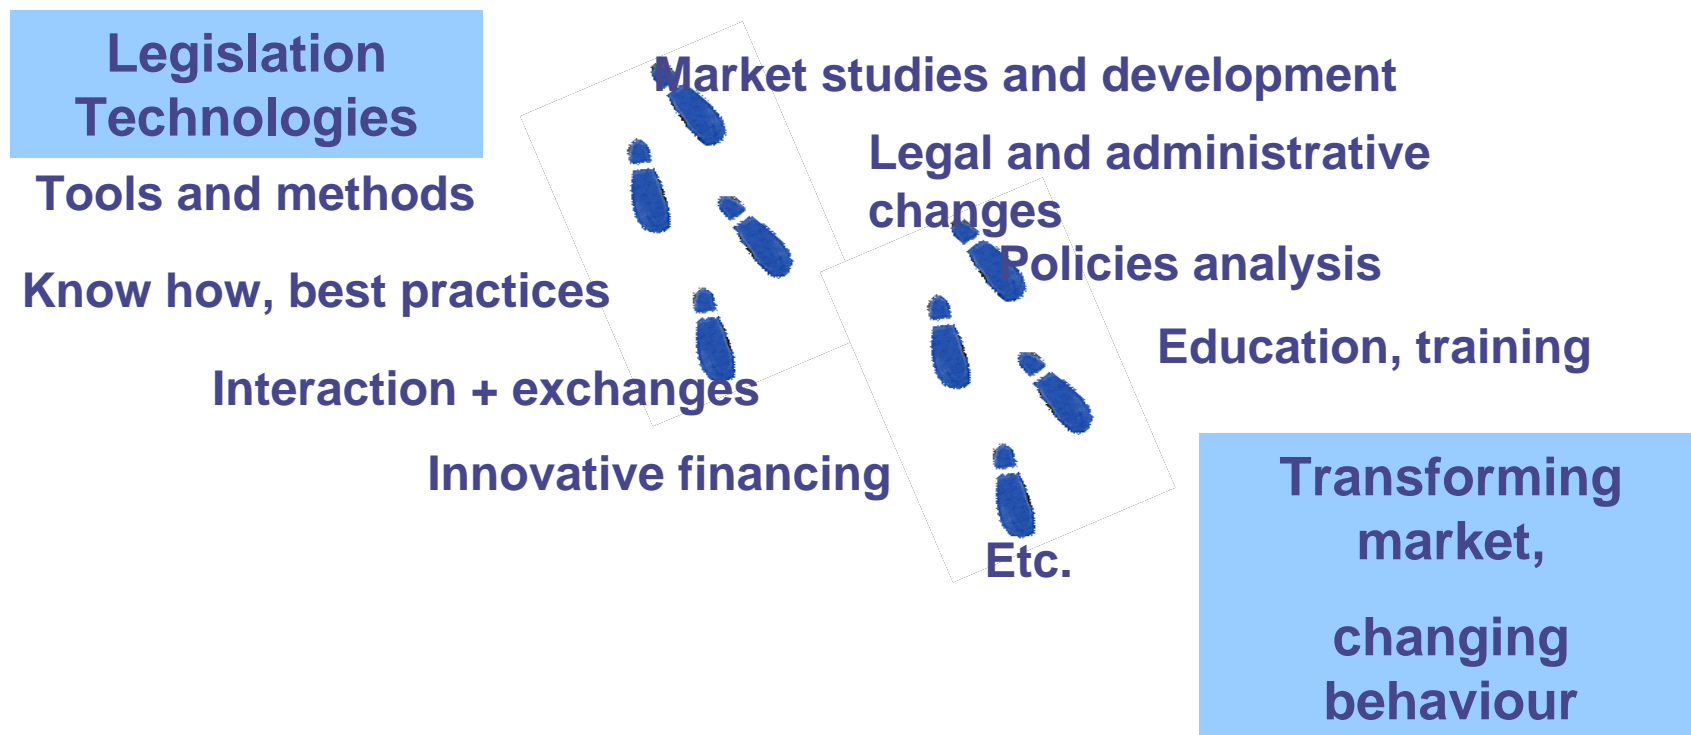 Legislation
Technologies
Market studies and development
Legal and administrative
changes
Tools and methods
Policies analysis
Know how, best practices
Education, training
Interaction + exchanges
Innovative financing
Etc.
Transforming
market,
changing
behaviour